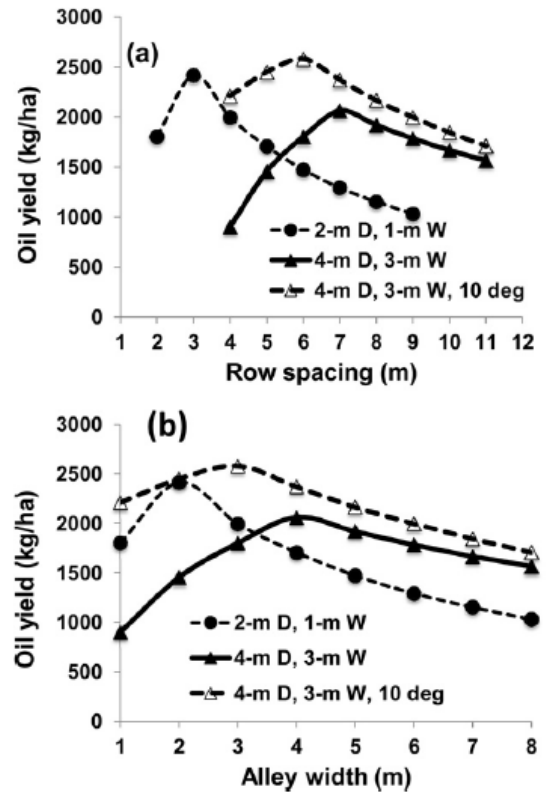 (a)
3000
2500
2000
1500
1000
500
0
Oil yield (kg/ha)
2-m D, 1-m W
4-m D, 3-m W
4-m D, 3-m W, 10 deg
1 2 3 4 5 6 7 8 9 10 11 12
Row spacing (m)
(b)
3000
2500
2000
1500
1000
500
0
Oil yield (kg/ha)
2-m D, 1-m W
4-m D, 3-m W
4-m D, 3-m W, 10 deg
1 2 3 4 5 6 7 8
Alley width (m)